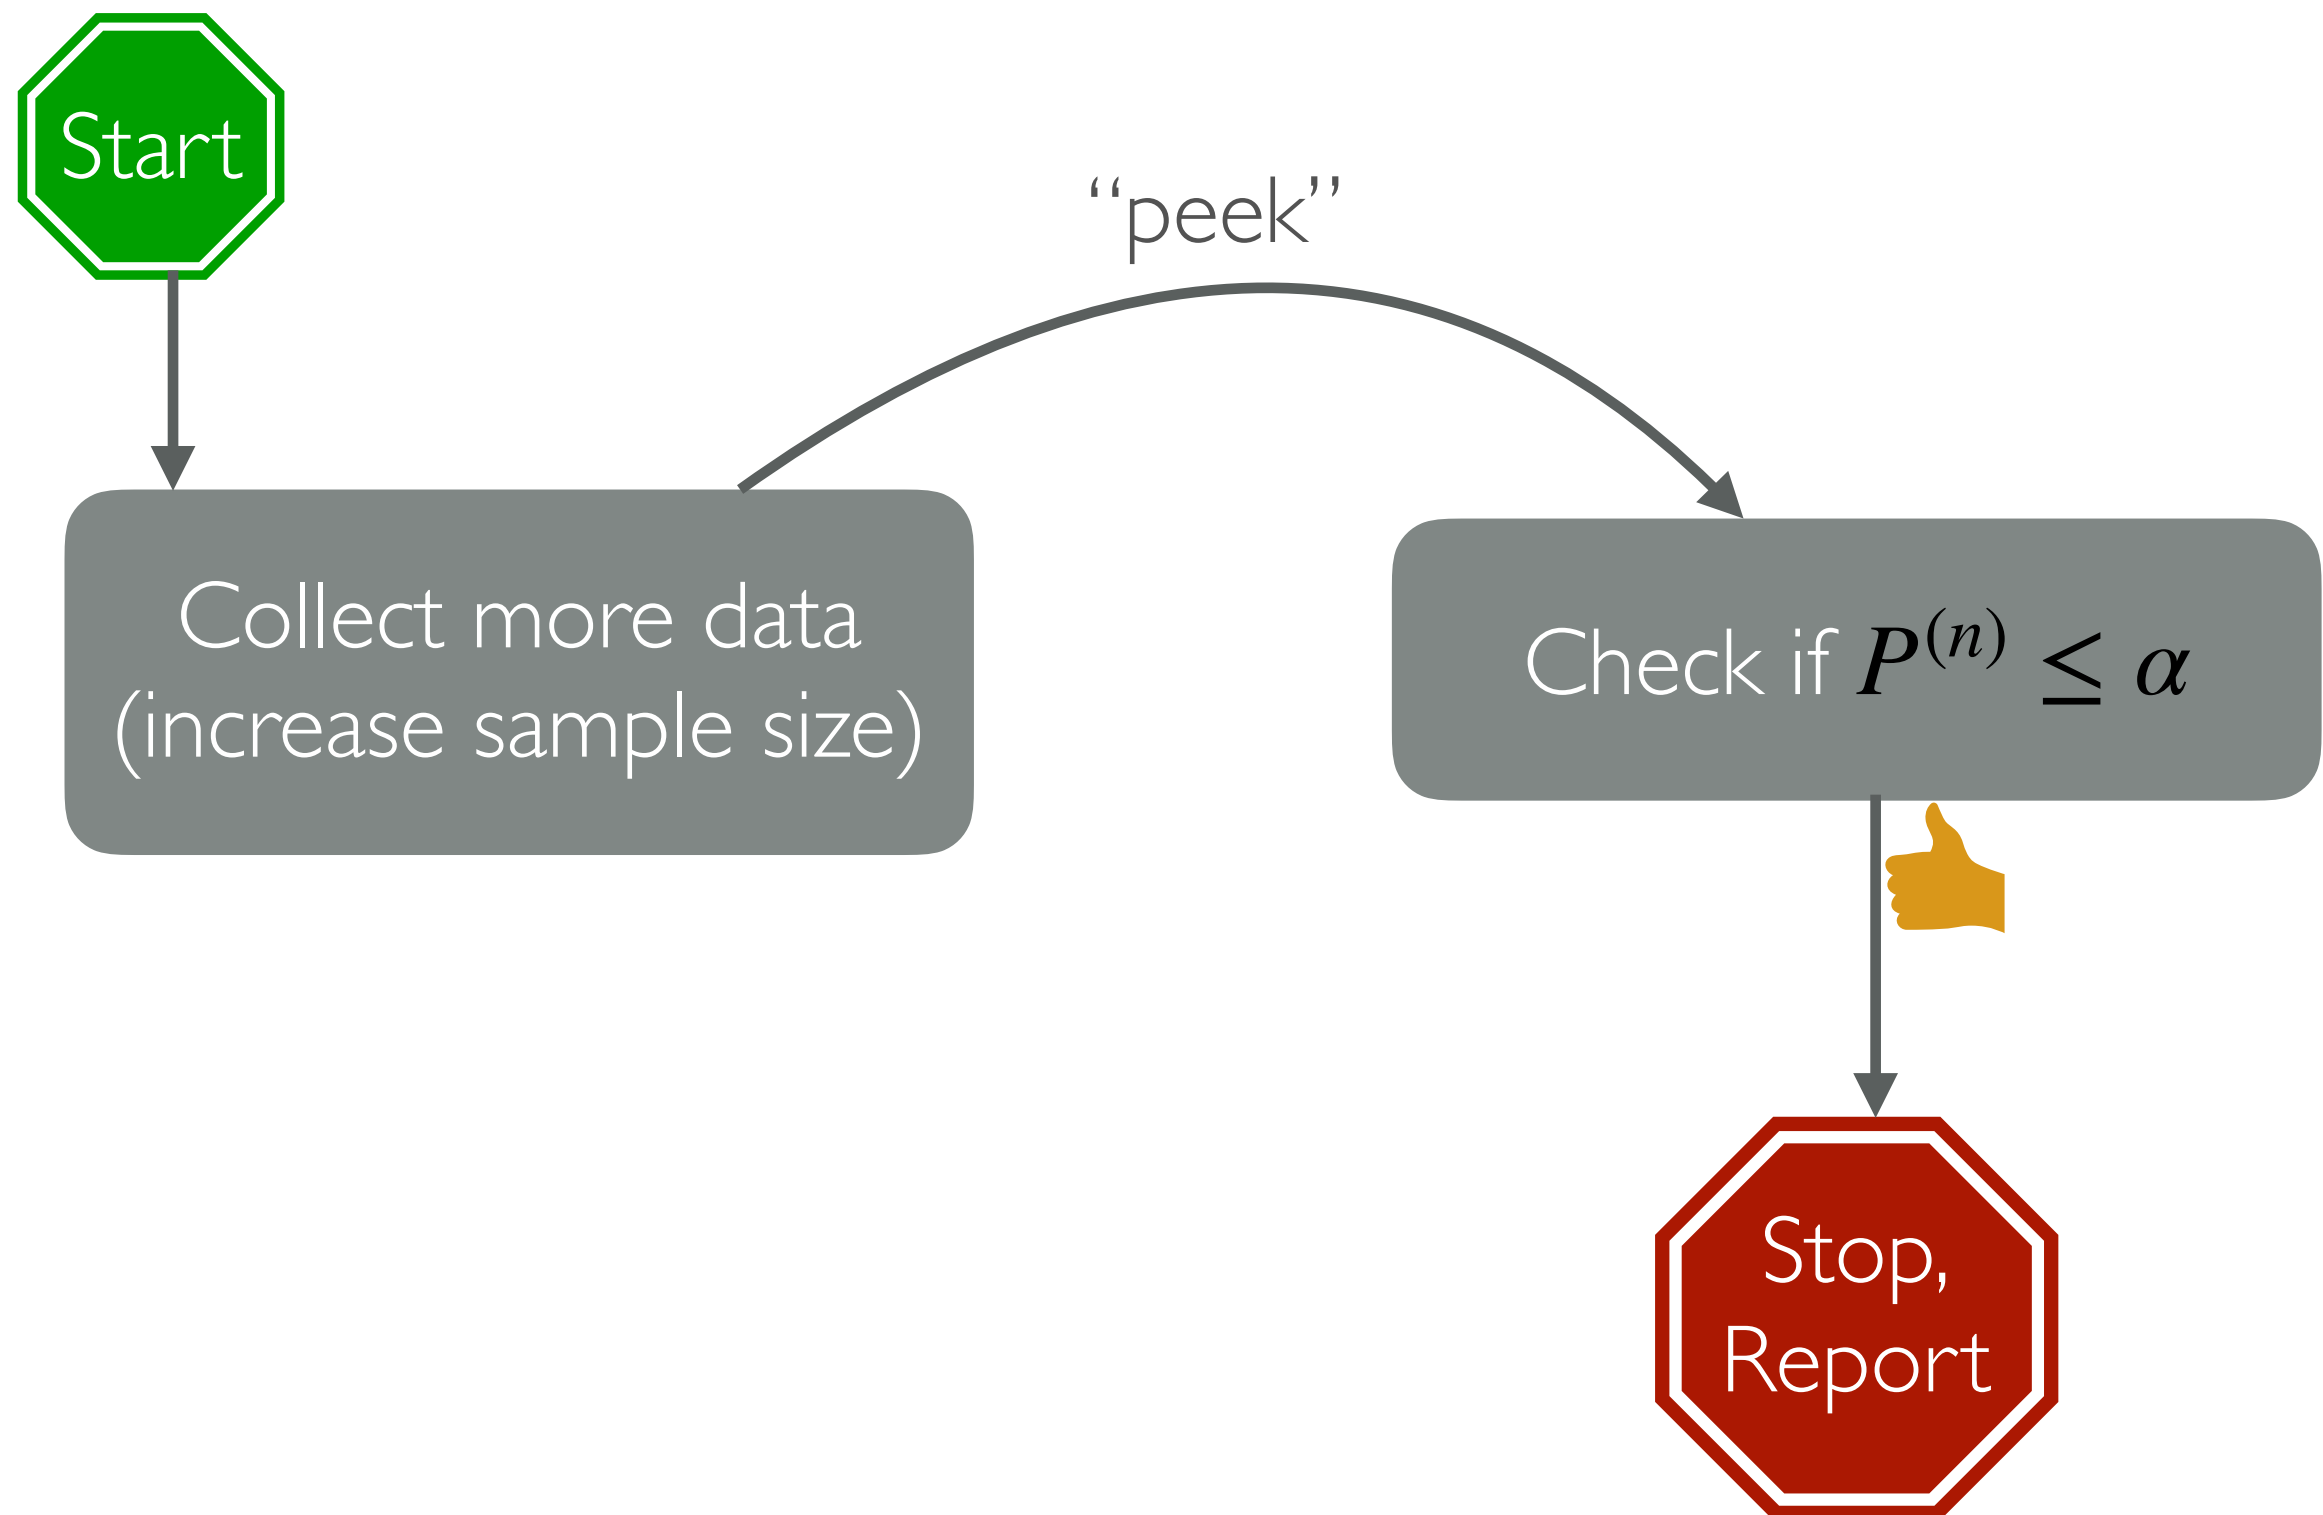 Start
“peek”
Collect more data
(increase sample size)
Check if P^(n) ≤ α
Stop,
Report